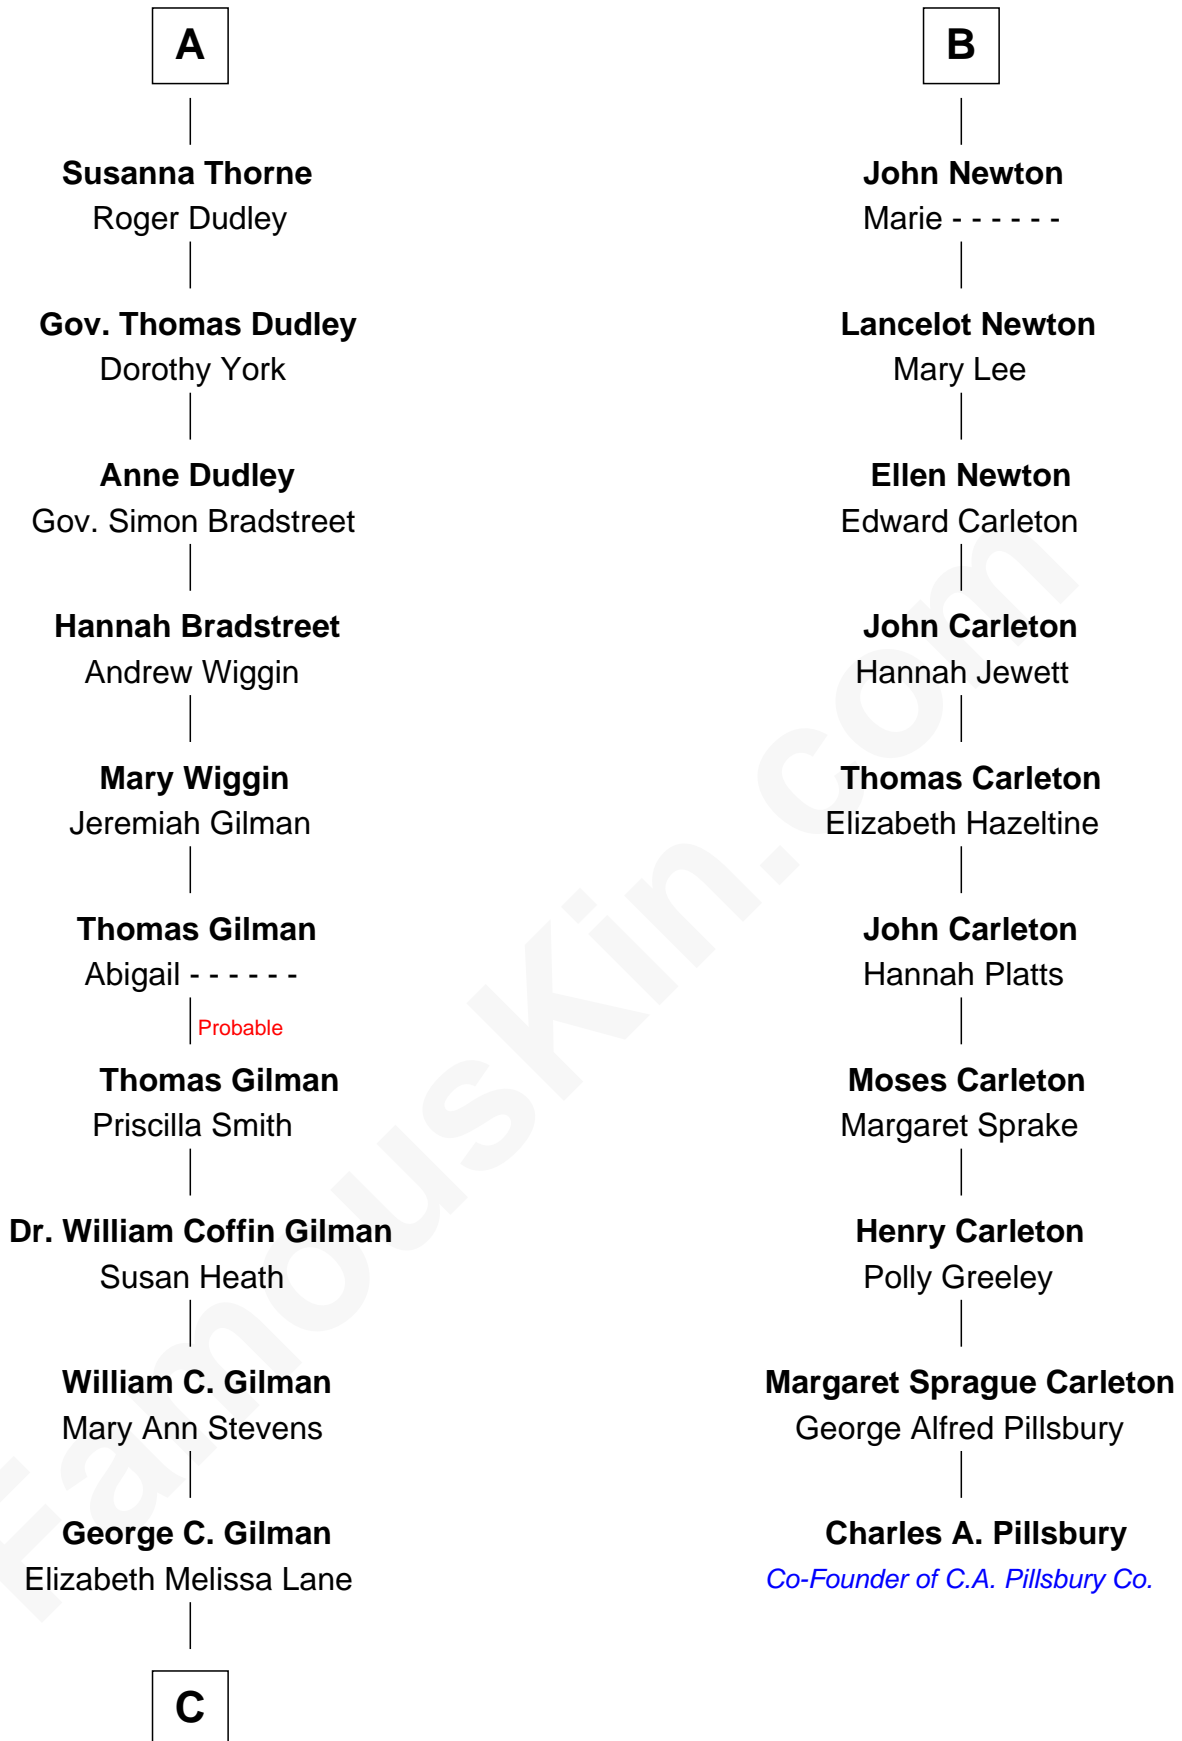 A
Susanna Thorne
Roger Dudley
Gov. Thomas Dudley
Dorothy York
Anne Dudley
Gov. Simon Bradstreet
Hannah Bradstreet
Andrew Wiggin
Mary Wiggin
Jeremiah Gilman
Thomas Gilman
Abigail - - - - - -
Probable
Thomas Gilman
Priscilla Smith
Dr. William Coffin Gilman
Susan Heath
William C. Gilman
Mary Ann Stevens
George C. Gilman
Elizabeth Melissa Lane
C
B
John Newton
Marie - - - - - -
Lancelot Newton
Mary Lee
Ellen Newton
Edward Carleton
John Carleton
Hannah Jewett
Thomas Carleton
Elizabeth Hazeltine
John Carleton
Hannah Platts
Moses Carleton
Margaret Sprake
Henry Carleton
Polly Greeley
Margaret Sprague Carleton
George Alfred Pillsbury
Charles A. Pillsbury
Co-Founder of C.A. Pillsbury Co.
FamousKin.com